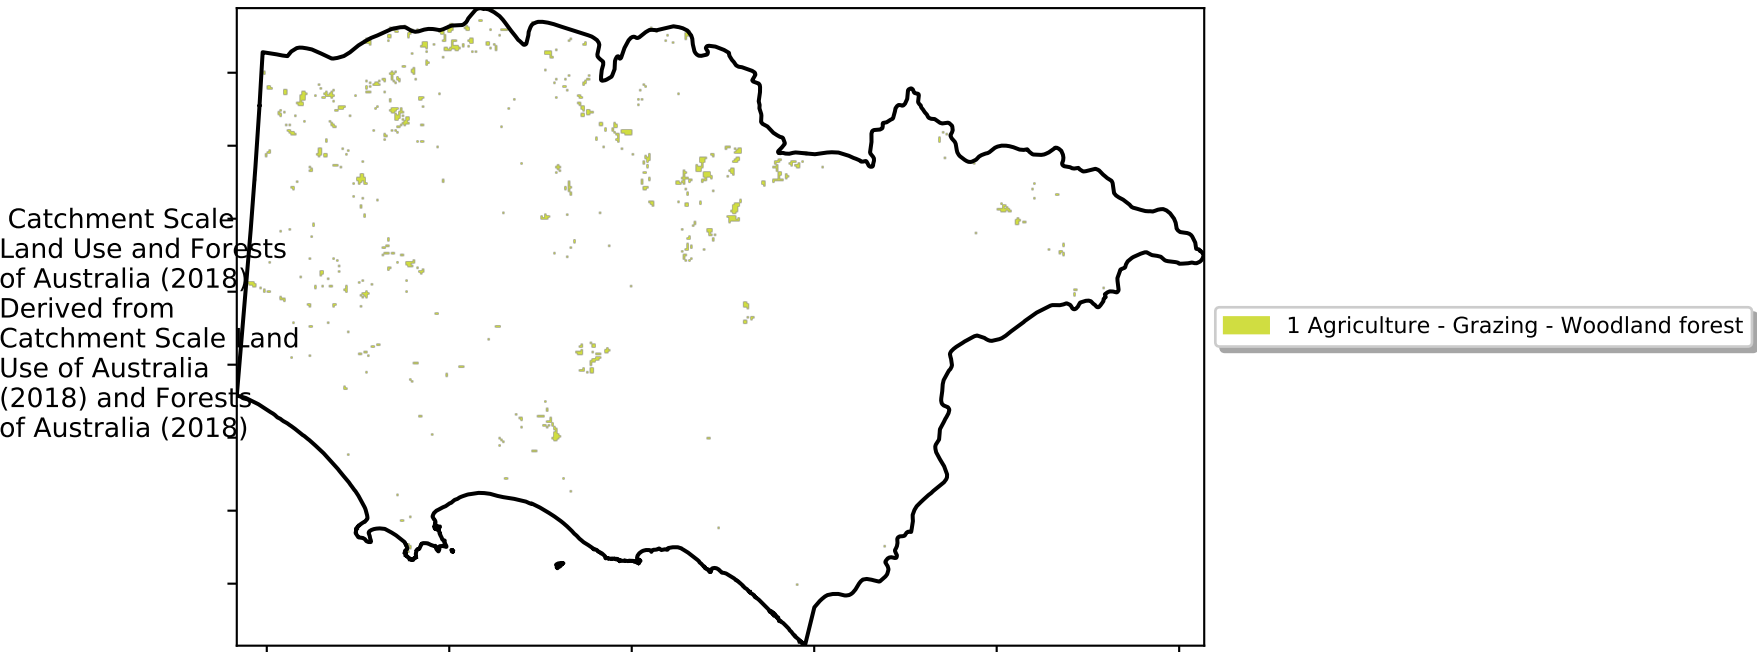 Catchment Scale
Land Use and Forests
of Australia (2018)
Derived from
Catchment Scale Land
Use of Australia
(2018) and Forests
of Australia (2018)
1 Agriculture - Grazing - Woodland forest